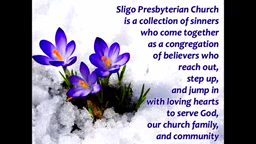 Sligo Presbyterian Church
is a collection of sinners
who come together
as a congregation
of believers who
reach out,
step up,
and jump in
with loving hearts
to serve God,
our church family,
and community